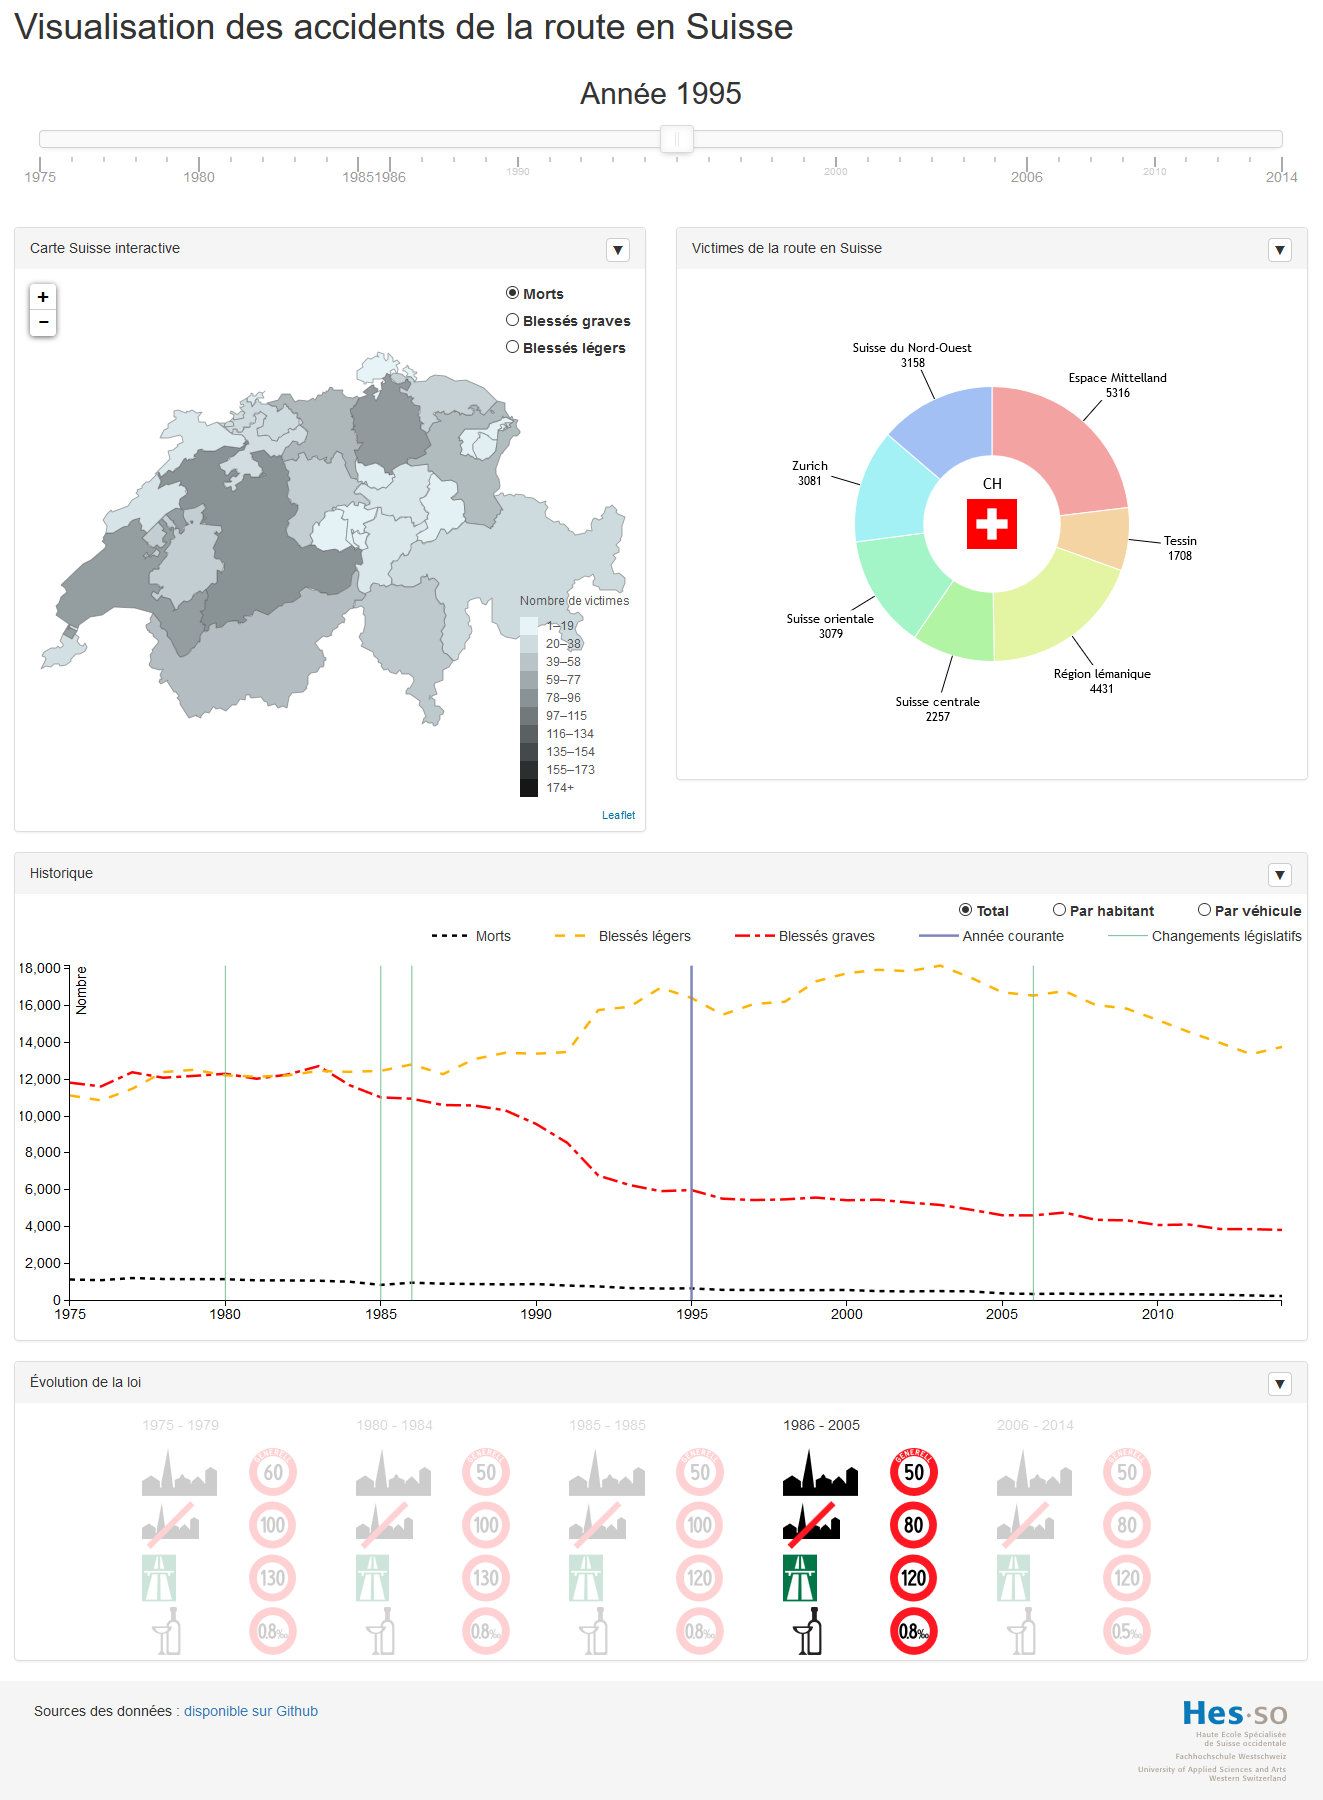 Visualisation des accidents de la route en Suisse
Année 1995
1975
1980
1985
1986
1990
2000
2006
2010
2014
Carte Suisse interactive
▼
+
−
Morts
Blessés graves
Blessés légers
Nombre de victimes
1–19
20–38
39–58
59–77
78–96
97–115
116–134
135–154
155–173
174+
Leaflet
Victimes de la route en Suisse
▼
Suisse du Nord-Ouest
3158
Espace Mittelland
5316
Zurich
3081
CH
Tessin
1708
Suisse orientale
3079
Région lémanique
4431
Suisse centrale
2257
Historique
▼
Total
Par habitant
Par véhicule
Morts
Blessés légers
Blessés graves
Année courante
Changements législatifs
Nombre
18,000
16,000
14,000
12,000
10,000
8,000
6,000
4,000
2,000
0
1975
1980
1985
1990
1995
2000
2005
2010
Évolution de la loi
▼
1975 - 1979
1980 - 1984
1985 - 1985
1986 - 2005
2006 - 2014
GENERELL 60
GENERELL 50
GENERELL 50
GENERELL 50
GENERELL 50
100
100
100
80
80
130
130
120
120
120
0.8‰
0.8‰
0.8‰
0.8‰
0.5‰
Sources des données : disponible sur Github
Hes·so
Haute Ecole Spécialisée
de Suisse occidentale
Fachhochschule Westschweiz
University of Applied Sciences and Arts
Western Switzerland